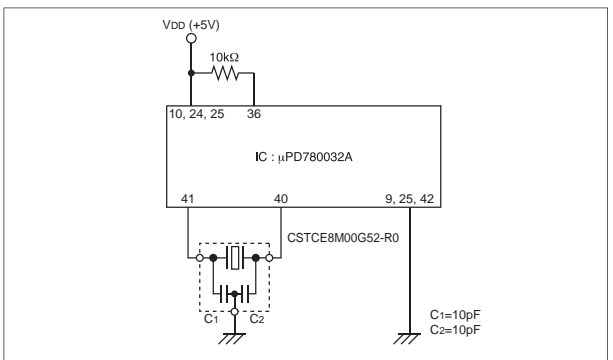 VDD (+5V)
10kΩ
10, 24, 25 36
IC : μPD780032A
41 40 9, 25, 42
CSTCE8M00G52-R0
C1 C2
C1=10pF
C2=10pF